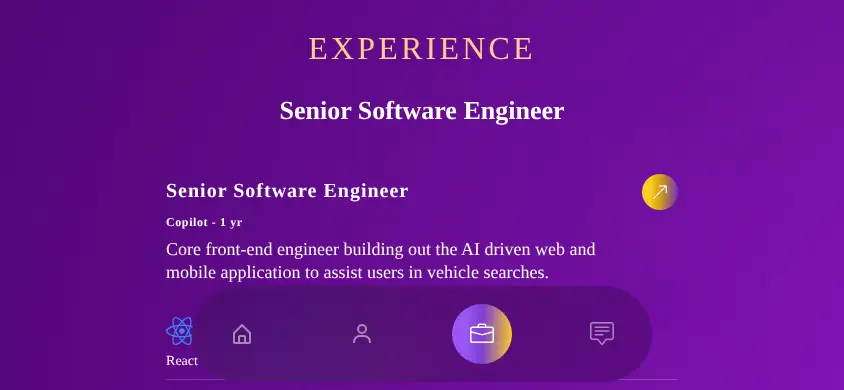 EXPERIENCE
Senior Software Engineer
Senior Software Engineer
Copilot - 1 yr
Core front-end engineer building out the AI driven web and
mobile application to assist users in vehicle searches.
React